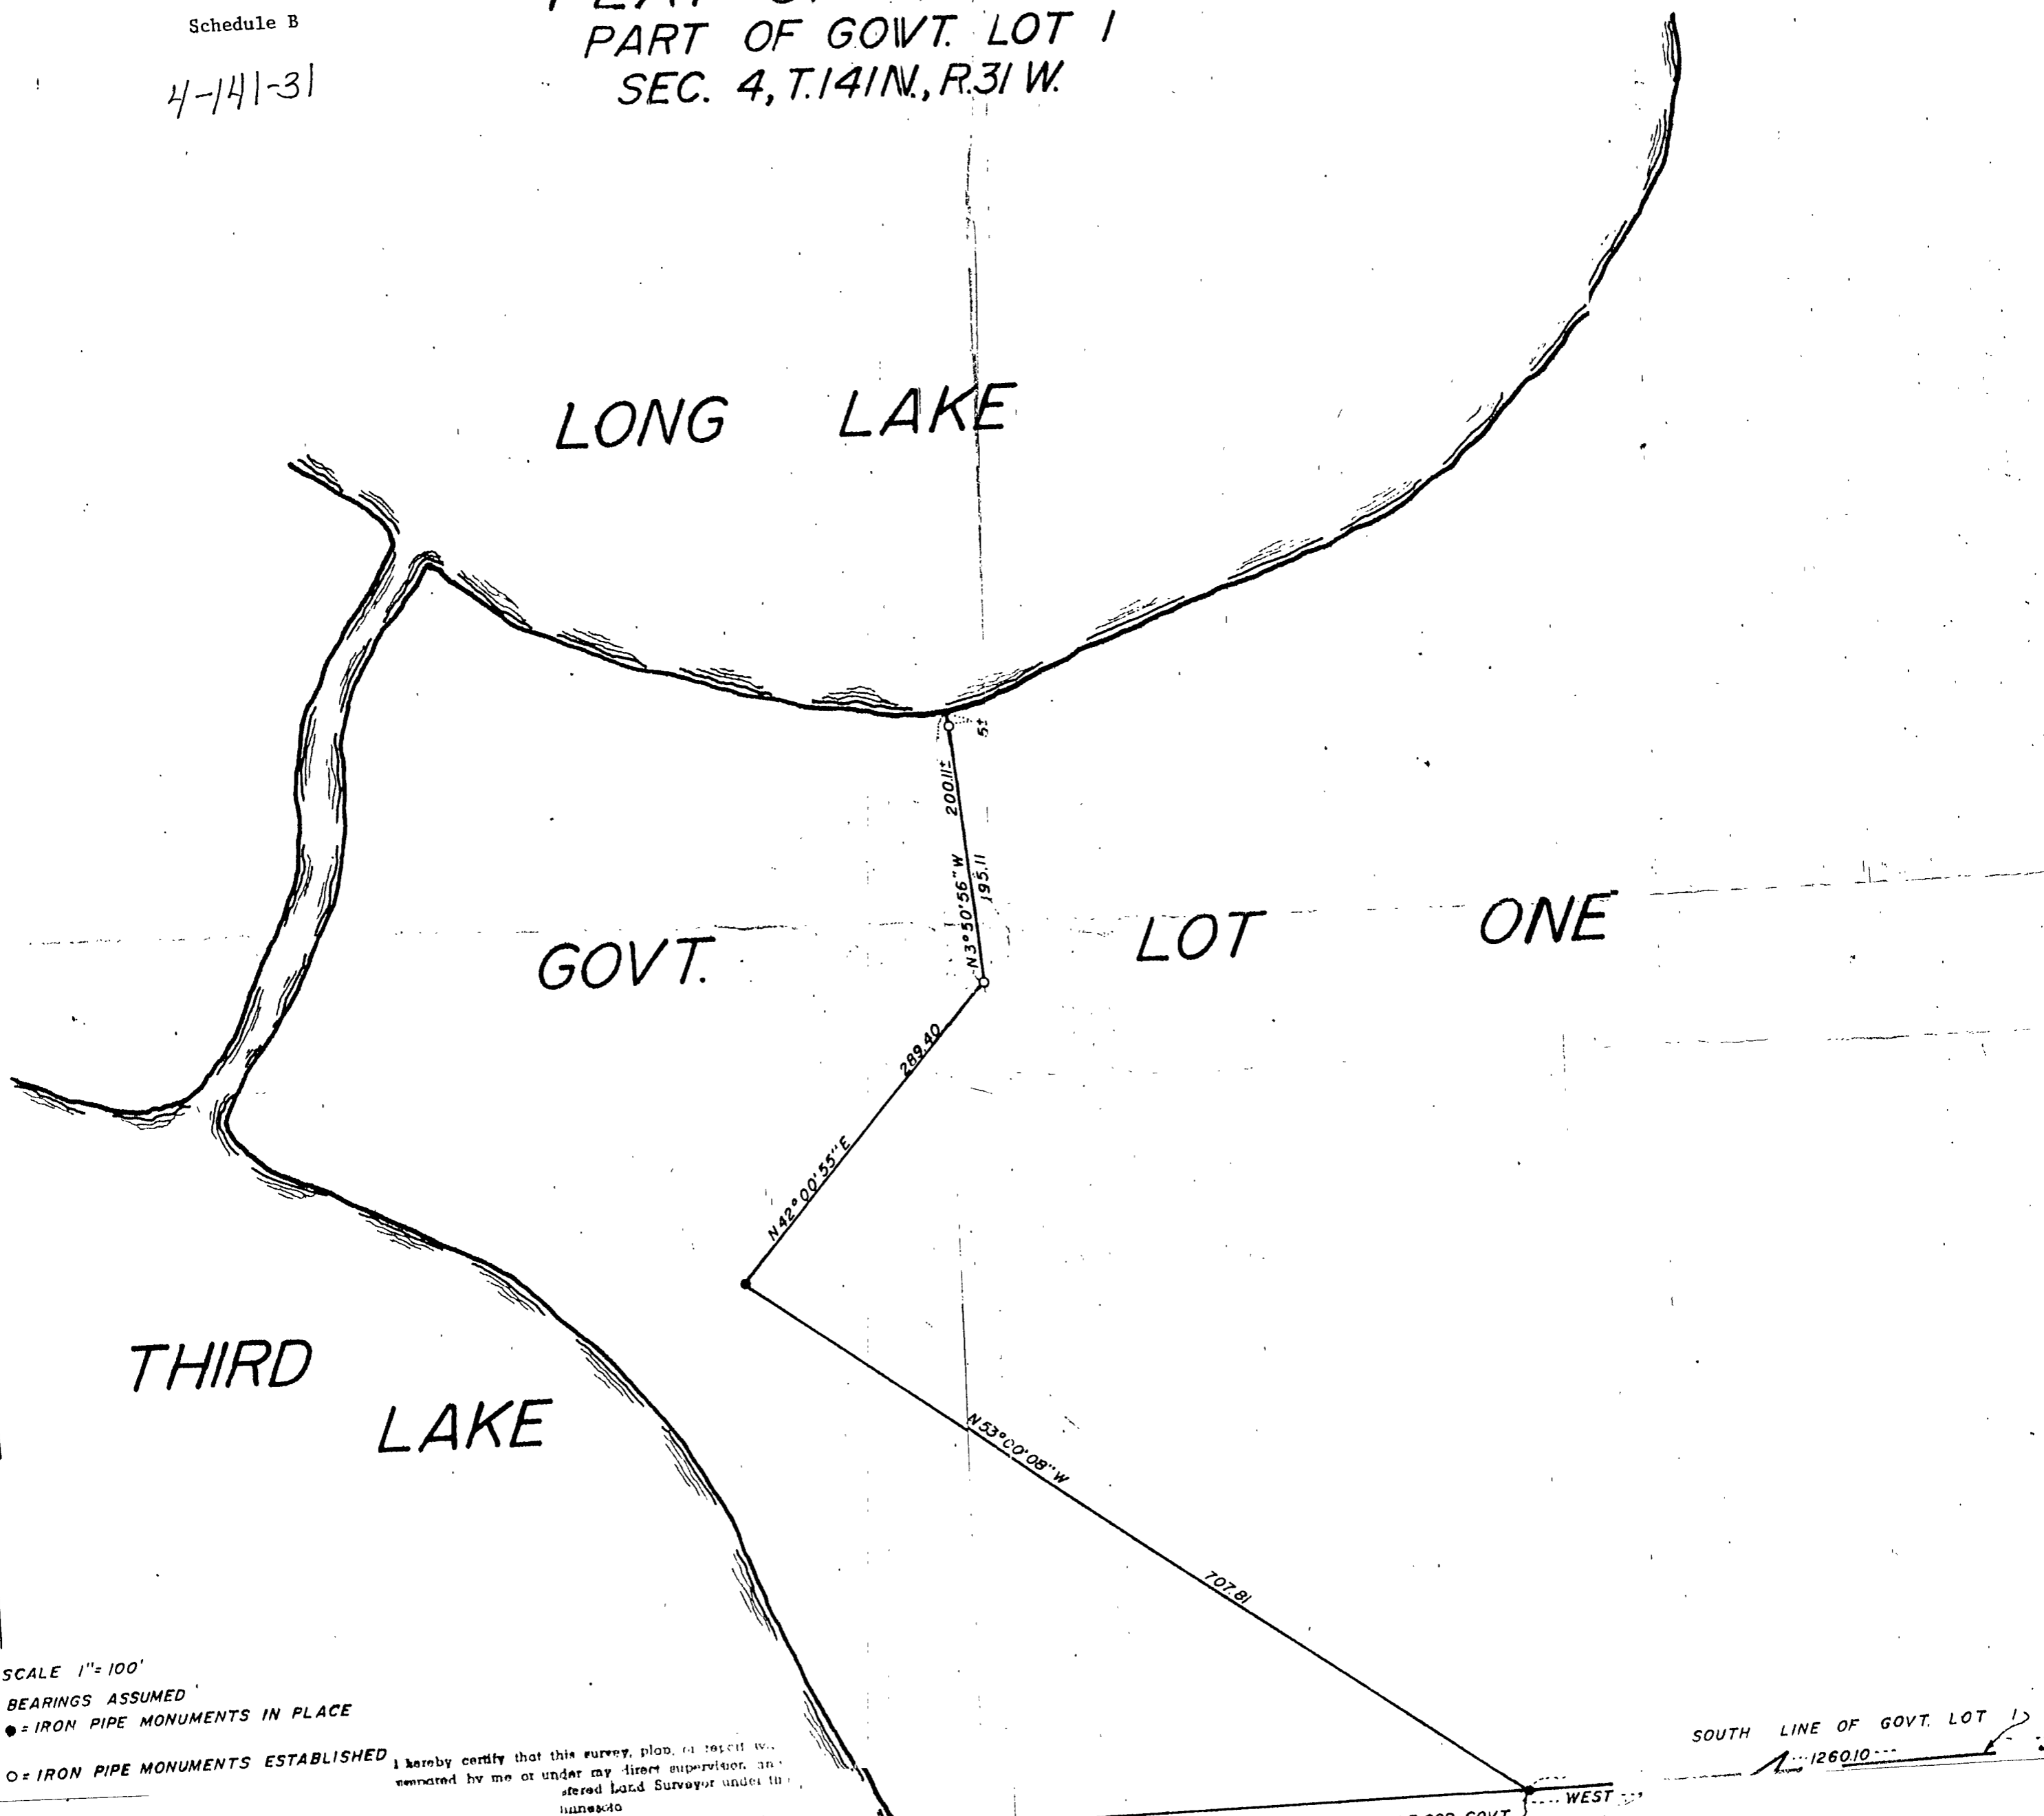 Schedule B
4-141-31
PART OF GOVT. LOT 1
SEC. 4, T.141N., R.31W.
LONG LAKE
5±
200.11±
N3°50'56"W
195.11
GOVT. LOT ONE
289.40
N42°00'55"E
THIRD
LAKE
N53°00'08"W
707.81
SCALE 1"=100'
BEARINGS ASSUMED
● = IRON PIPE MONUMENTS IN PLACE
O = IRON PIPE MONUMENTS ESTABLISHED
I hereby certify that this survey, plan, or
by me or under my direct supervision,
Land Surveyor under
SOUTH LINE OF GOVT. LOT 1
1260.10
WEST
GOVT